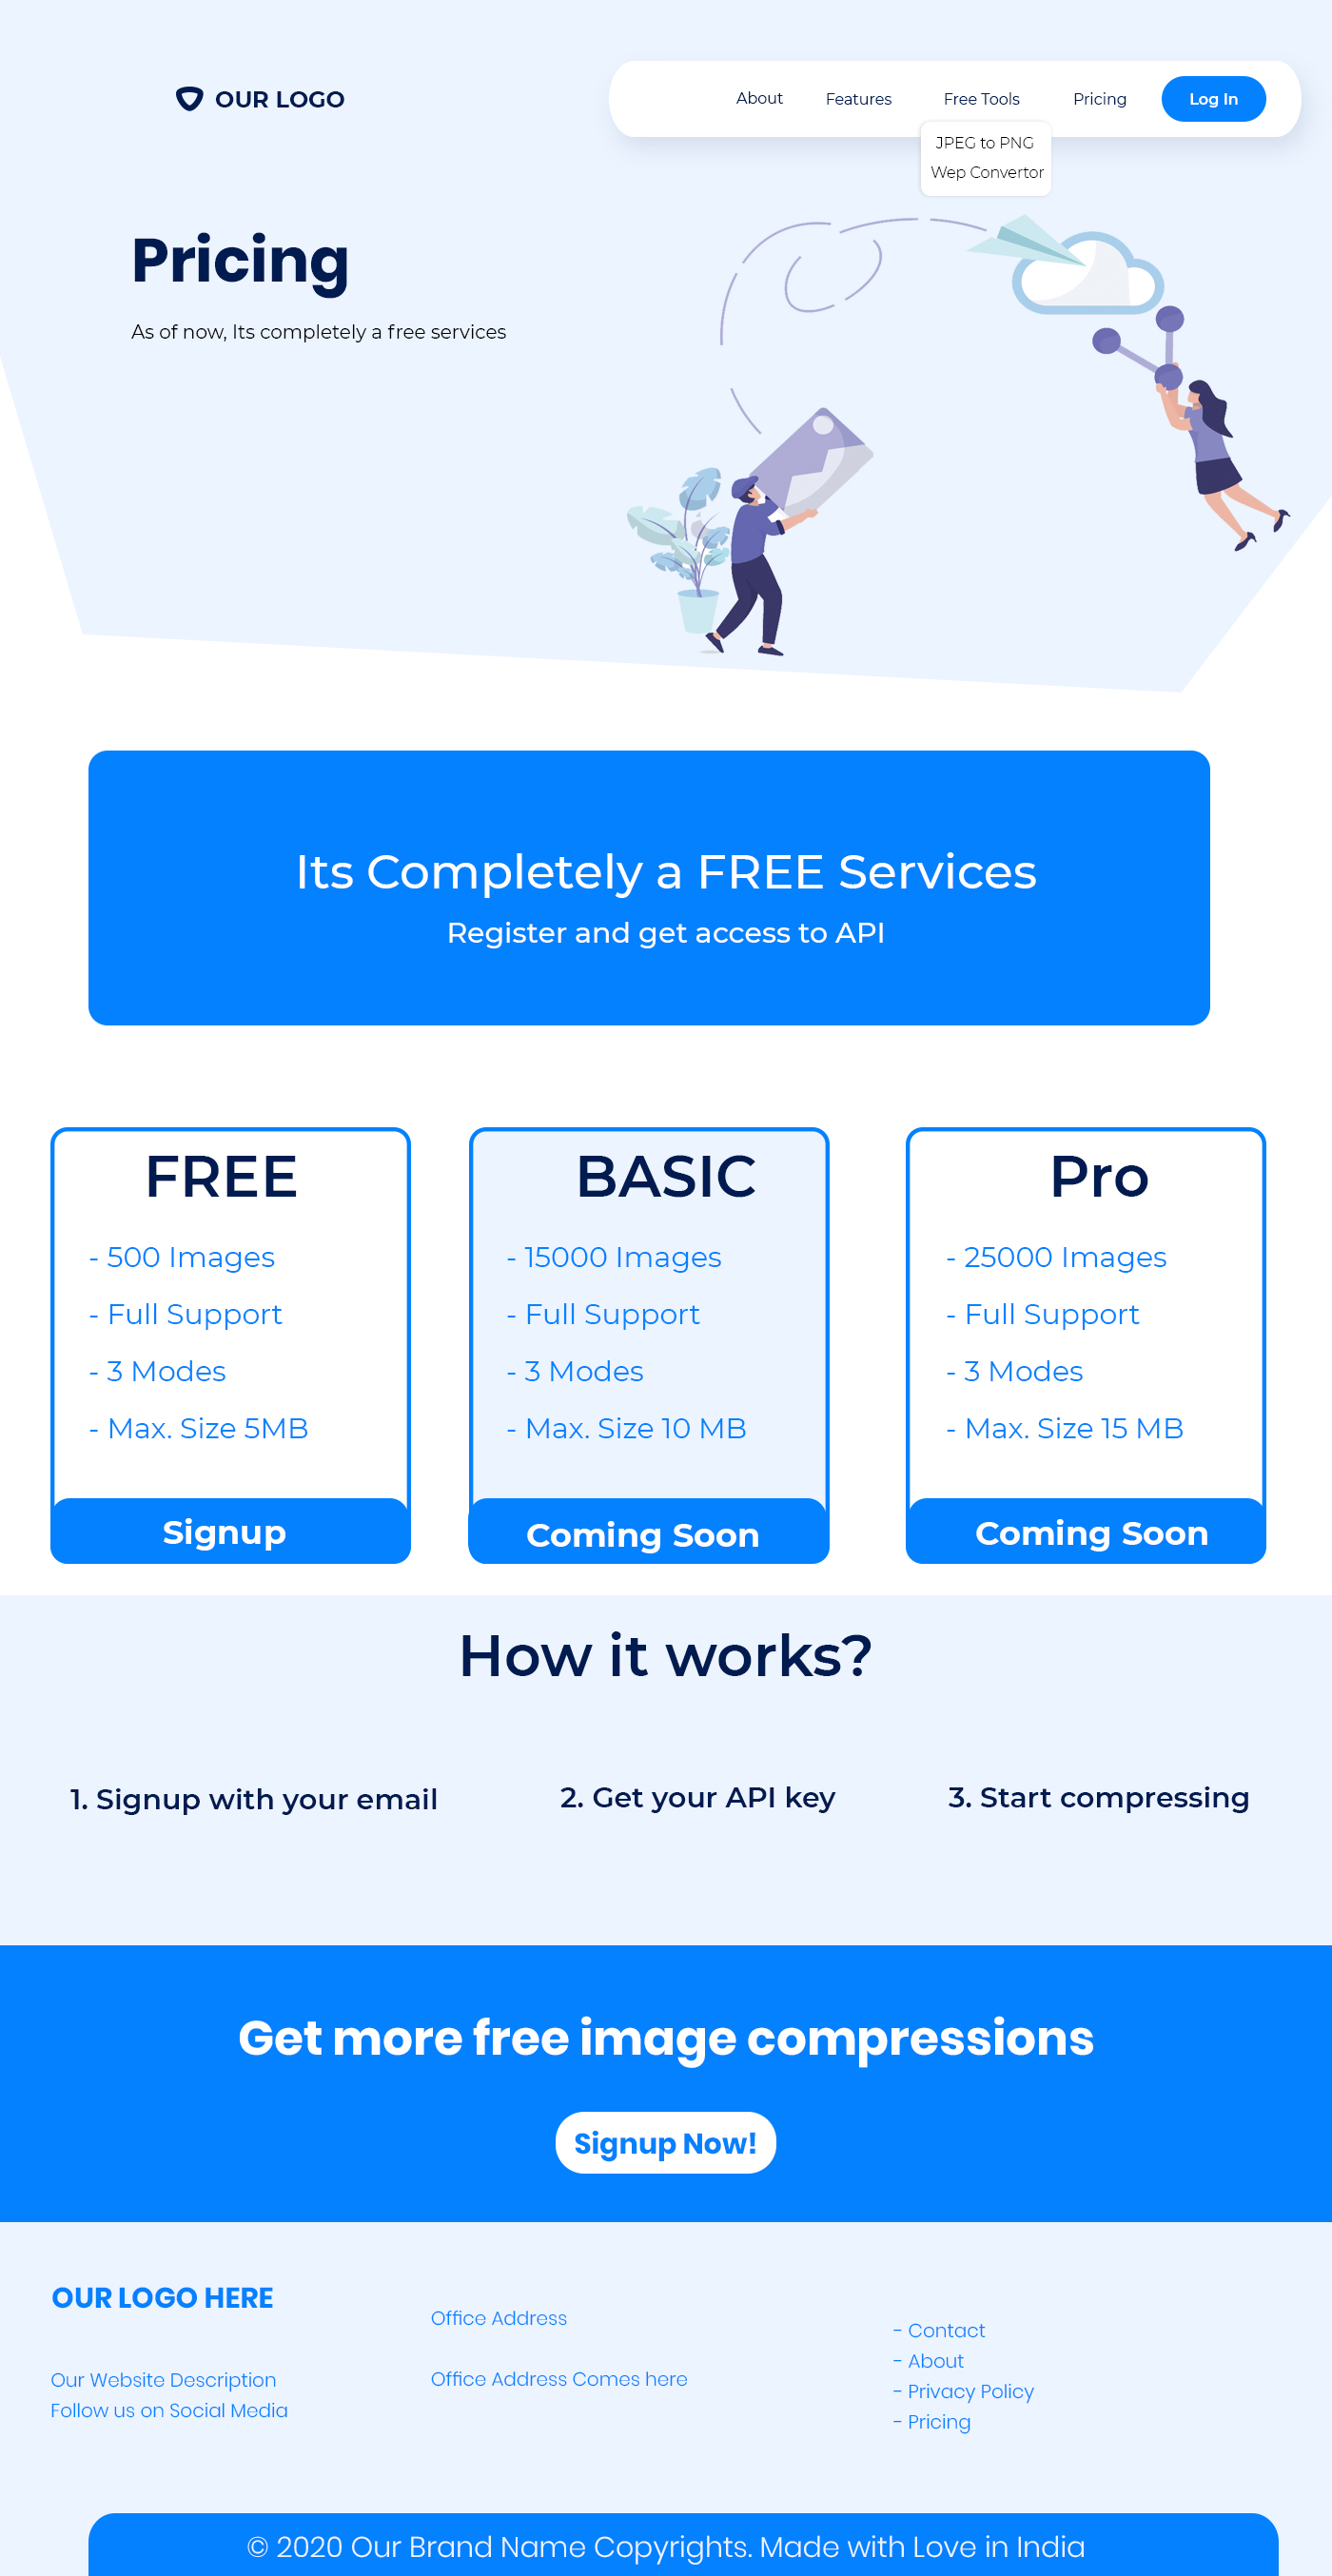 OUR LOGO
About Features Free Tools Pricing Log In
JPEG to PNG
Wep Convertor
Pricing
As of now, Its completely a free services
Its Completely a FREE Services
Register and get access to API
FREE
- 500 Images
- Full Support
- 3 Modes
- Max. Size 5MB
Signup
BASIC
- 15000 Images
- Full Support
- 3 Modes
- Max. Size 10 MB
Coming Soon
Pro
- 25000 Images
- Full Support
- 3 Modes
- Max. Size 15 MB
Coming Soon
How it works?
1. Signup with your email
2. Get your API key
3. Start compressing
Get more free image compressions
Signup Now!
OUR LOGO HERE
Our Website Description
Follow us on Social Media
Office Address
Office Address Comes here
- Contact
- About
- Privacy Policy
- Pricing
© 2020 Our Brand Name Copyrights. Made with Love in India